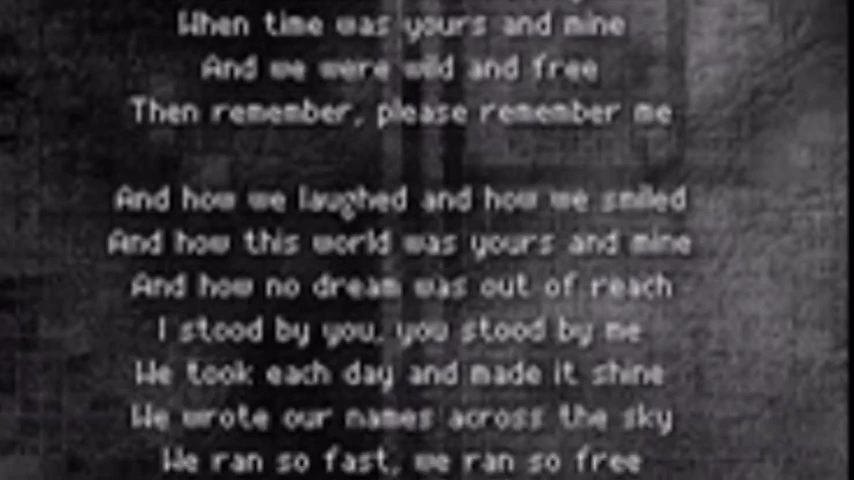 When time was yours and mine
And we were wild and free
Then remember, please remember me
And how we laughed and how we smiled
And how this world was yours and mine
And how no dream was out of reach
I stood by you, you stood by me
We took each day and made it shine
We wrote our names across the sky
We ran so fast, we ran so free